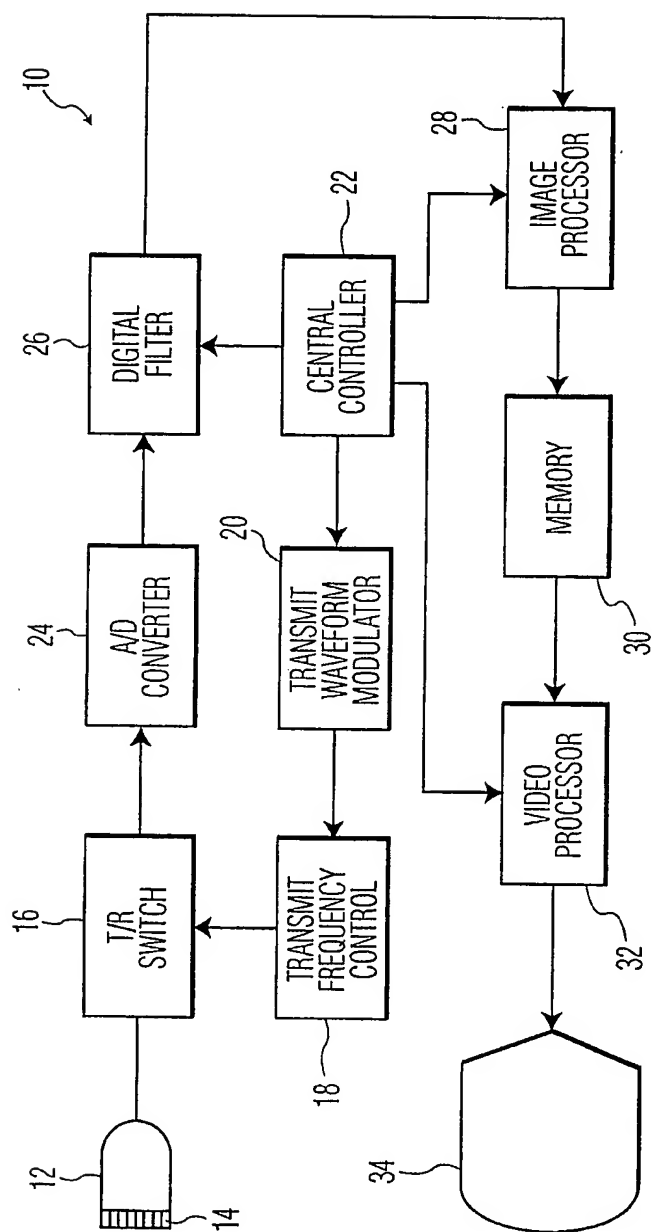 10
12
14
16
T/R
SWITCH
24
A/D
CONVERTER
26
DIGITAL
FILTER
18
TRANSMIT
FREQUENCY
CONTROL
20
TRANSMIT
WAVEFORM
MODULATOR
22
CENTRAL
CONTROLLER
34
32
VIDEO
PROCESSOR
30
MEMORY
28
IMAGE
PROCESSOR